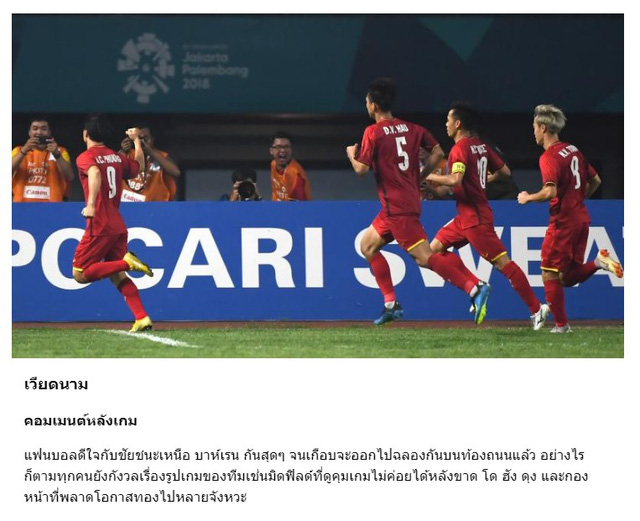 Jakarta
Palembang
2018
N.C. PHUONG
9
D.V. HAU
5
10
N.V. TOAN
9
Canon
Canon
POCARI SWEAT
เวียดนาม
คอมเมนต์หลังเกม
แฟนบอลดีใจกับชัยชนะเหนือ บาห์เรน กันสุดๆ จนเกือบจะออกไปฉลองกันบนท้องถนนแล้ว อย่างไร
ก็ตามทุกคนยังกังวลเรื่องรูปเกมของทีมเช่นมิดฟิลด์ที่ดูคุมเกมไม่ค่อยได้หลังขาด โด ฮัง ดุง และกอง
หน้าที่พลาดโอกาสทองไปหลายจังหวะ